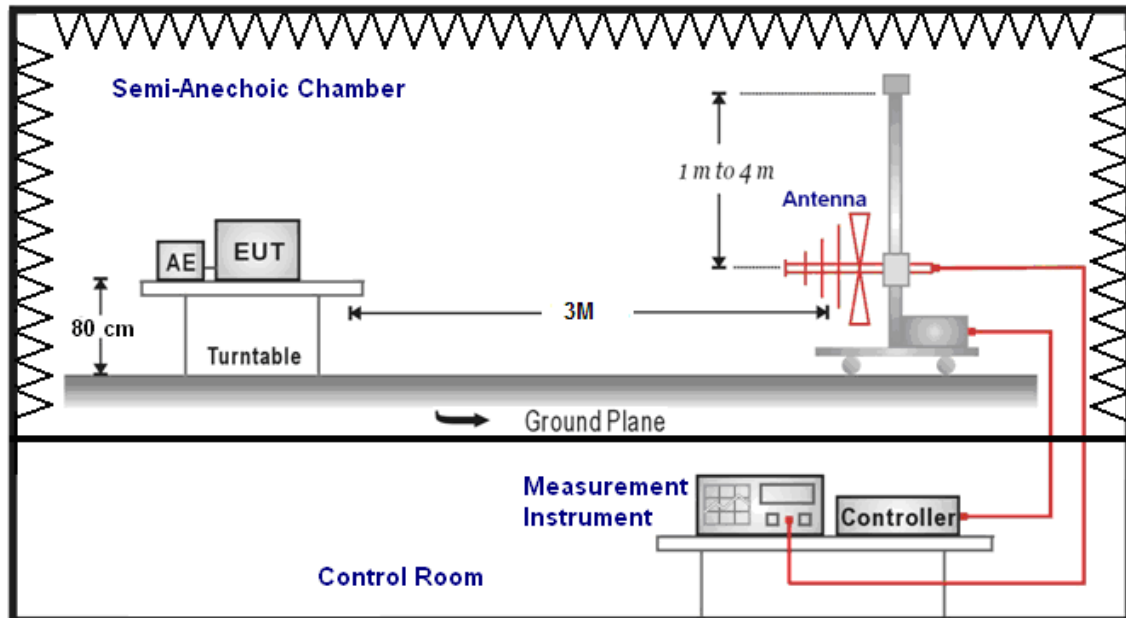 Semi-Anechoic Chamber
1 m to 4 m
Antenna
AE
EUT
80 cm
3M
Turntable
Ground Plane
Measurement
Instrument
Controller
Control Room